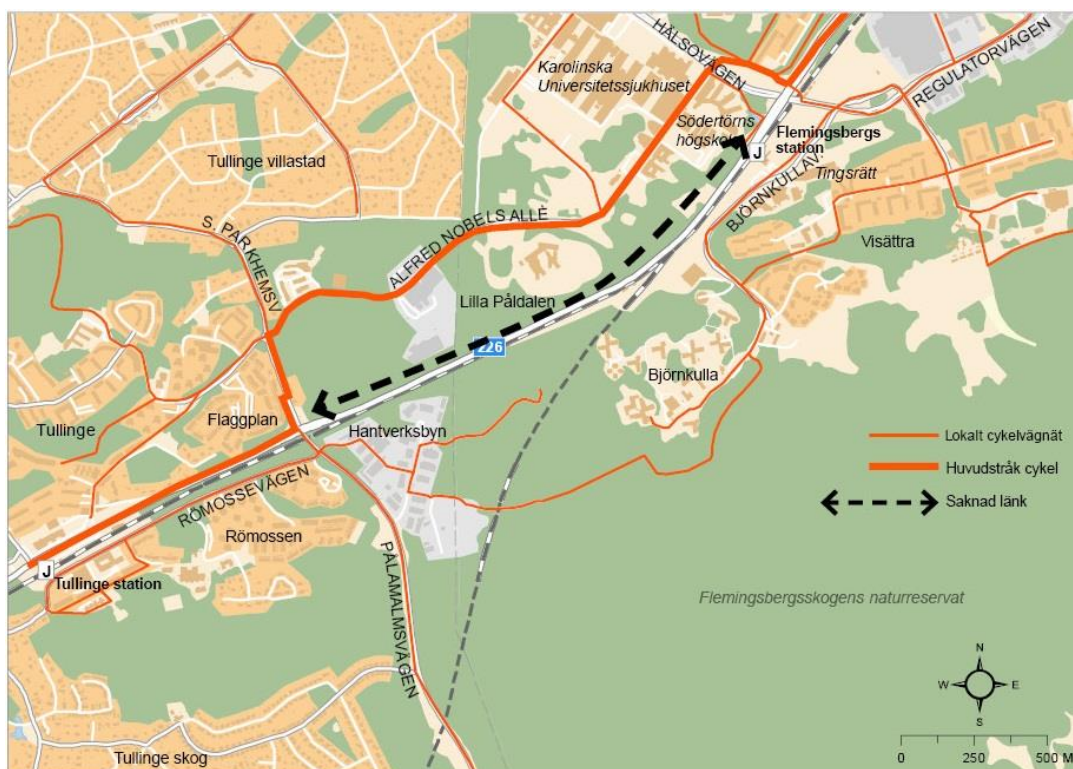 HÄLSOVÄGEN
Karolinska
Universitetssjukhuset
REGULATORVÄGEN
Södertörns
högskola
Flemingsbergs
station
J
Tullinge villastad
BJÖRNKULLAV.
Tingsrätt
S. PARKHEMSV
ALFRED NOBELS ALLÉ
Visättra
Lilla Påldalen
226
Björnkulla
Flaggplan
Tullinge
Hantverksbyn
Lokalt cykelvägnät
Huvudstråk cykel
Saknad länk
RÖMOSSEVÄGEN
Römossen
J
Tullinge station
PÅLAMALMSVÄGEN
Flemingsbergsskogens naturreservat
N
W E
S
Tullinge skog
0 250 500 M